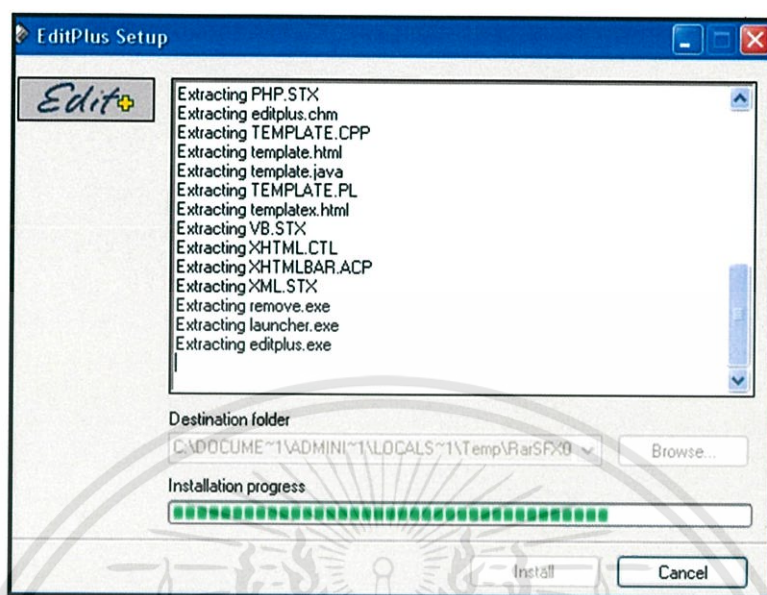 EditPlus Setup
Edit+
Extracting PHP.STX
Extracting editplus.chm
Extracting TEMPLATE.CPP
Extracting template.html
Extracting template.java
Extracting TEMPLATE.PL
Extracting templatex.html
Extracting VB.STX
Extracting XHTML.CTL
Extracting XHTMLBAR.ACP
Extracting XML.STX
Extracting remove.exe
Extracting launcher.exe
Extracting editplus.exe
Destination folder
C:\DOCUME~1\ADMINI~1\LOCALS~1\Temp\RarSFX0
Browse...
Installation progress
Install
Cancel